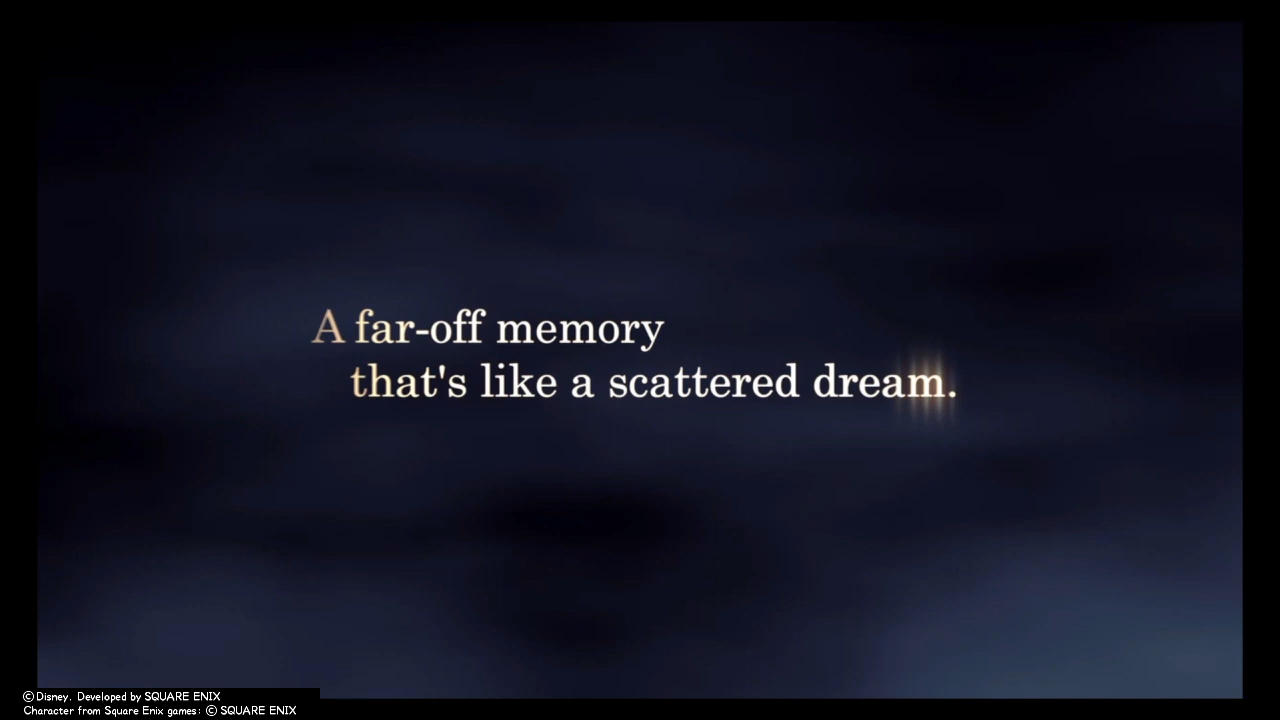 A far-off memory
that's like a scattered dream.
©Disney. Developed by SQUARE ENIX
Character from Square Enix games: © SQUARE ENIX